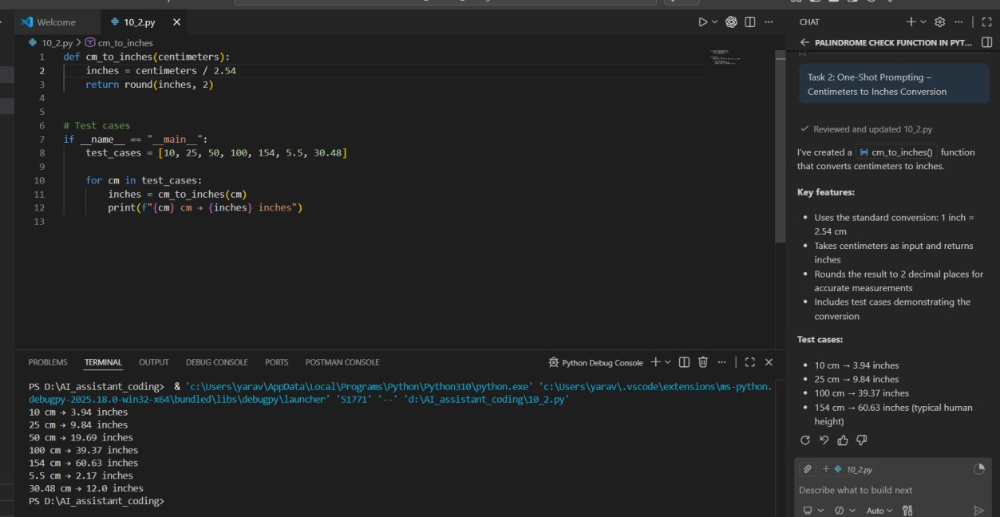 Welcome
10_2.py
10_2.py > cm_to_inches
1 def cm_to_inches(centimeters):
2 inches = centimeters / 2.54
3 return round(inches, 2)
4
5
6 # Test cases
7 if __name__ == "__main__":
8 test_cases = [10, 25, 50, 100, 154, 5.5, 30.48]
9
10 for cm in test_cases:
11 inches = cm_to_inches(cm)
12 print(f"{cm} cm → {inches} inches")
13
PROBLEMS TERMINAL OUTPUT DEBUG CONSOLE PORTS POSTMAN CONSOLE
Python Debug Console
PS D:\AI_assistant_coding> & 'c:\Users\yarav\AppData\Local\Programs\Python\Python310\python.exe' 'c:\Users\yarav\.vscode\extensions\ms-python.
debugpy-2025.18.0-win32-x64\bundled\libs\debugpy\launcher' '51771' '--' 'd:\AI_assistant_coding\10_2.py'
10 cm → 3.94 inches
25 cm → 9.84 inches
50 cm → 19.69 inches
100 cm → 39.37 inches
154 cm → 60.63 inches
5.5 cm → 2.17 inches
30.48 cm → 12.0 inches
PS D:\AI_assistant_coding>
CHAT
PALINDROME CHECK FUNCTION IN PYT...
Task 2: One-Shot Prompting –
Centimeters to Inches Conversion
Reviewed and updated 10_2.py
I've created a cm_to_inches() function
that converts centimeters to inches.
Key features:
• Uses the standard conversion: 1 inch =
2.54 cm
• Takes centimeters as input and returns
inches
• Rounds the result to 2 decimal places for
accurate measurements
• Includes test cases demonstrating the
conversion
Test cases:
• 10 cm → 3.94 inches
• 25 cm → 9.84 inches
• 100 cm → 39.37 inches
• 154 cm → 60.63 inches (typical human
height)
10_2.py
Describe what to build next
Auto